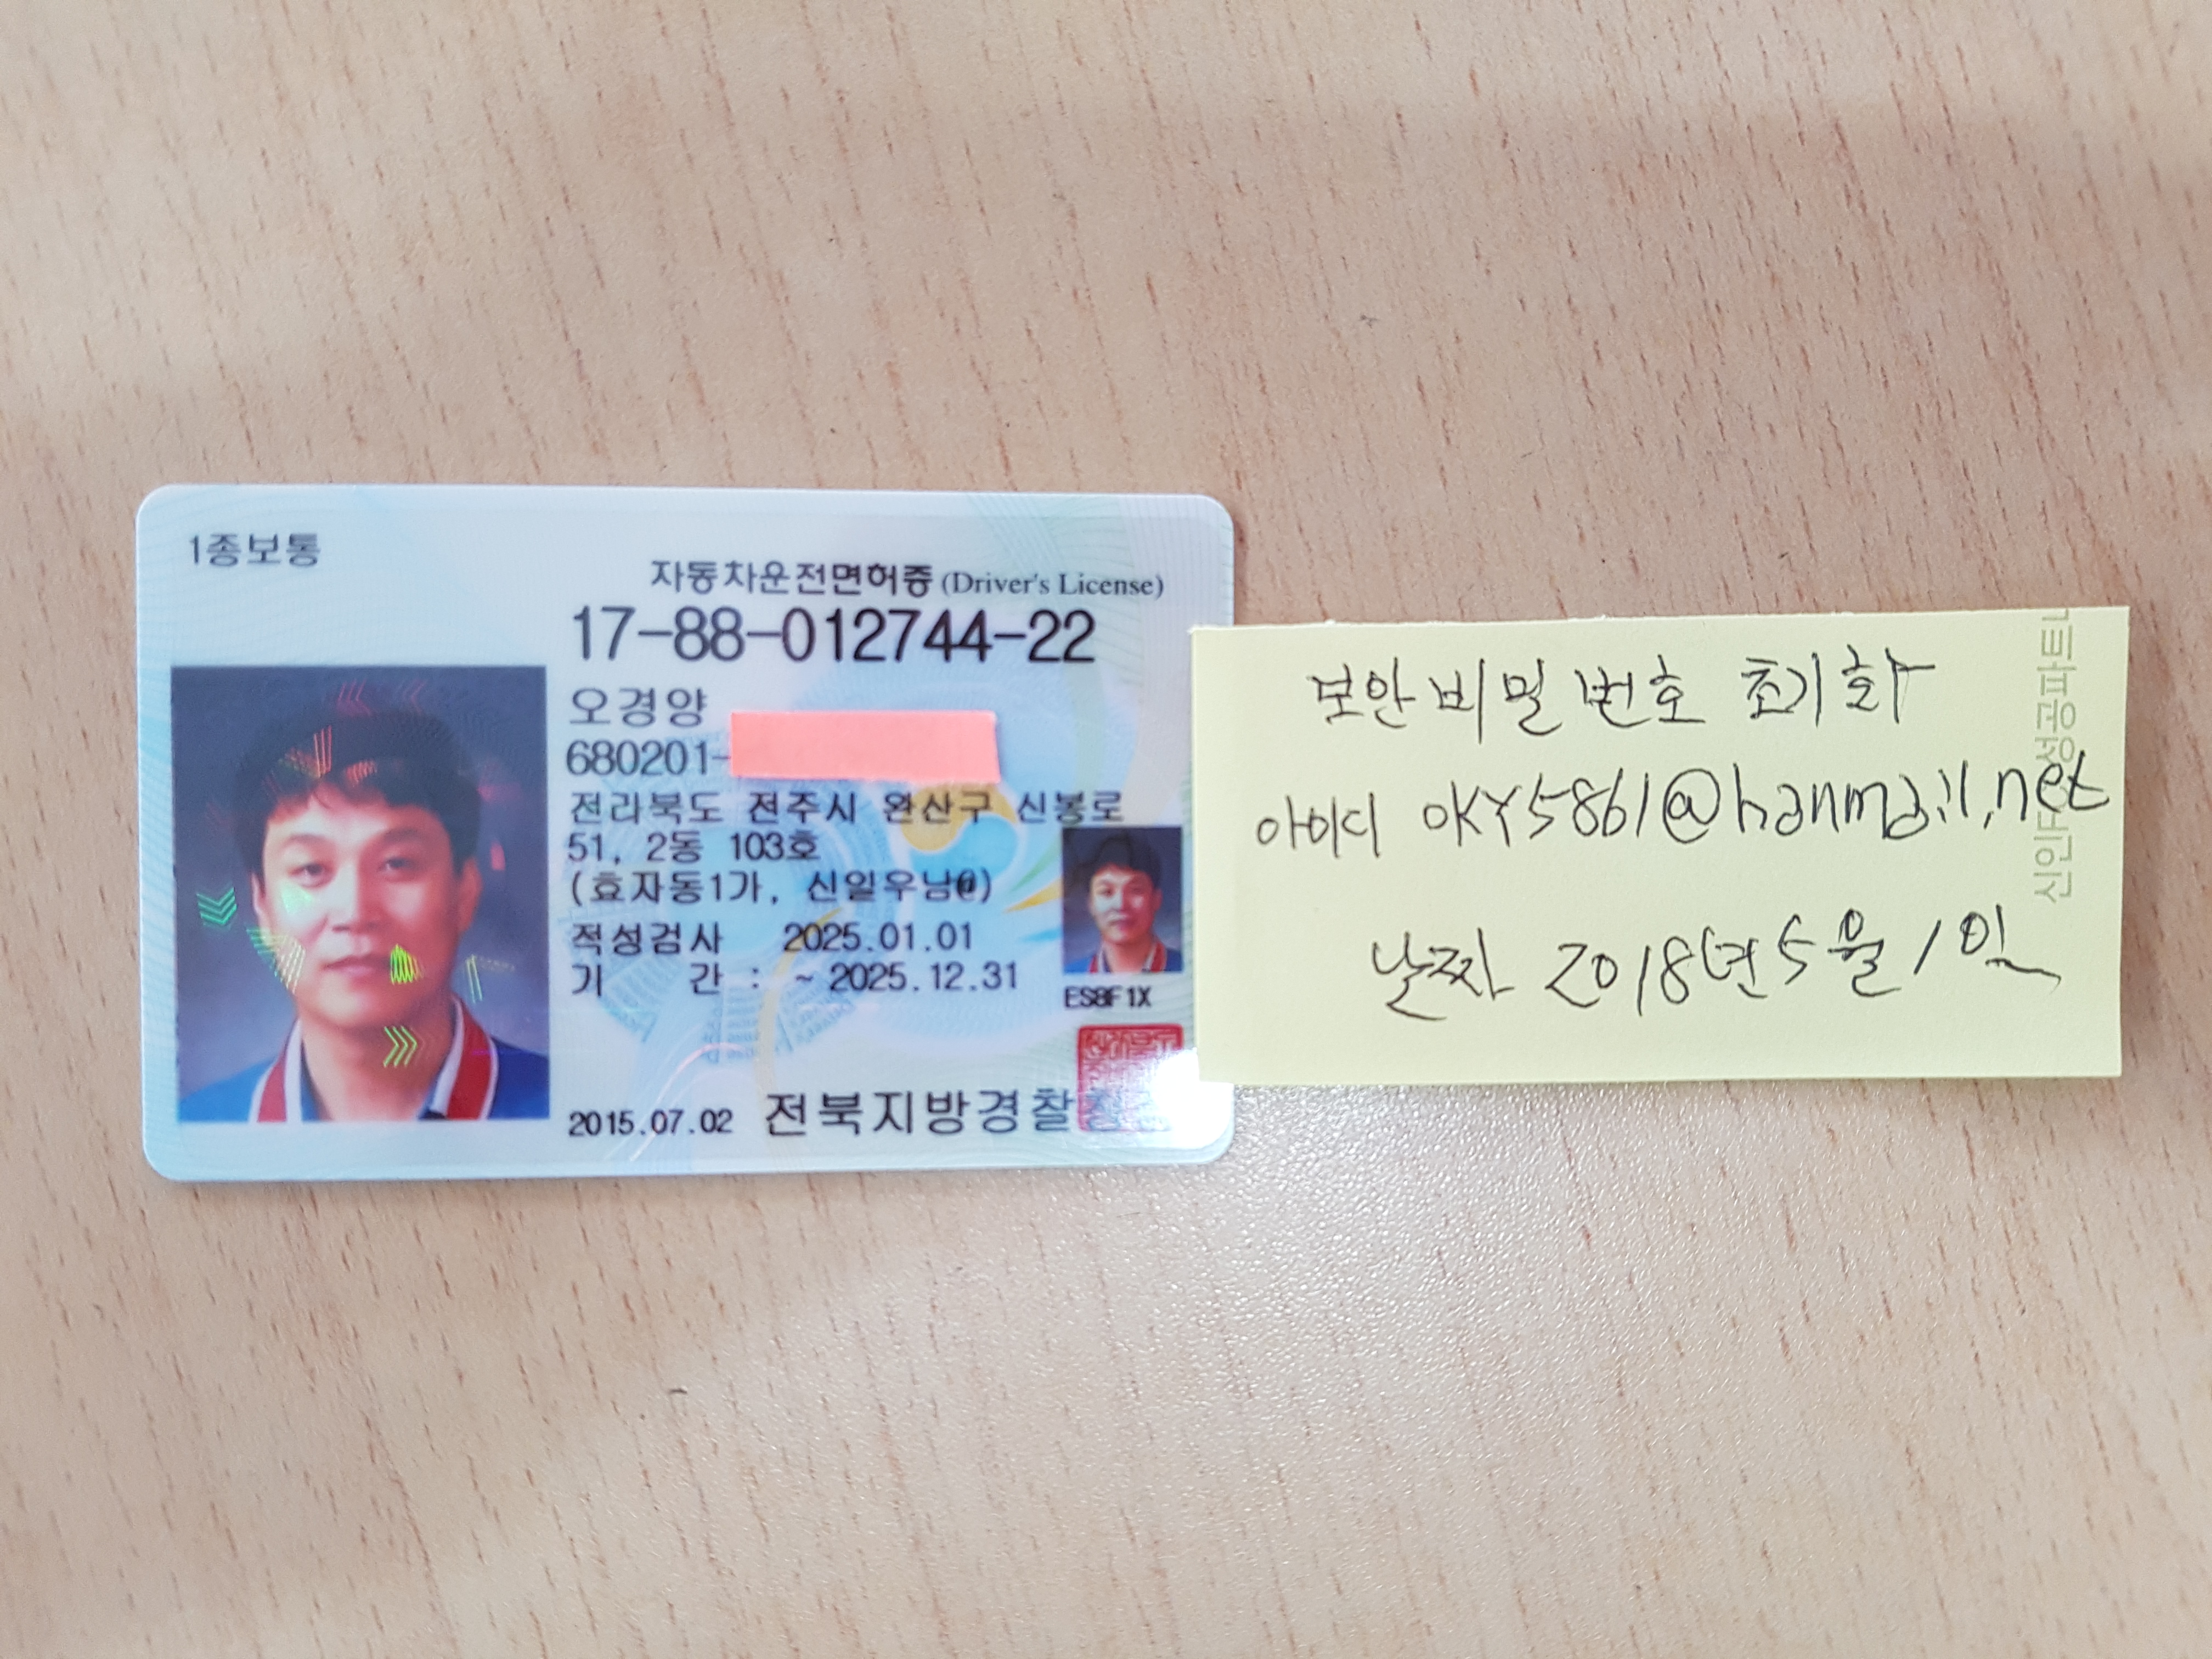 1종보통
자동차운전면허증 (Driver's License)
17-88-012744-22
오경양
680201-
전라북도 전주시 완산구 신봉로
51, 2동 103호
(효자동1가, 신일우남@)
적성검사 2025.01.01
기 간 : ~ 2025.12.31
ES8F1X
2015.07.02 전북지방경찰청장
보안 비밀 번호 초기화
아이디 OKY5861@hanmail.net
날짜 2018년 5월 1일